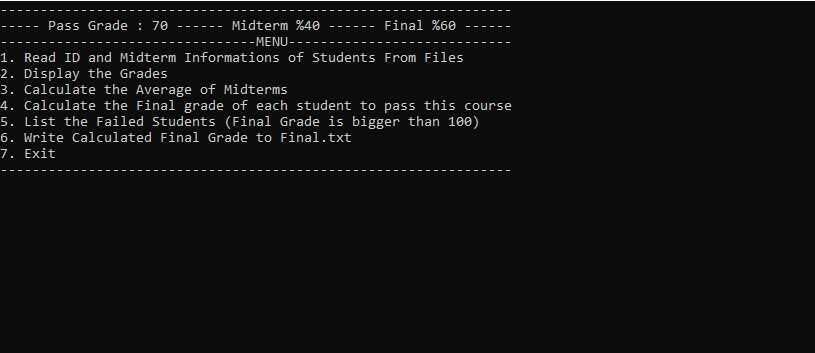 ----------------------------------------------------------------
----- Pass Grade : 70 ------ Midterm %40 ------ Final %60 ------
--------------------------------MENU----------------------------
1. Read ID and Midterm Informations of Students From Files
2. Display the Grades
3. Calculate the Average of Midterms
4. Calculate the Final grade of each student to pass this course
5. List the Failed Students (Final Grade is bigger than 100)
6. Write Calculated Final Grade to Final.txt
7. Exit
----------------------------------------------------------------